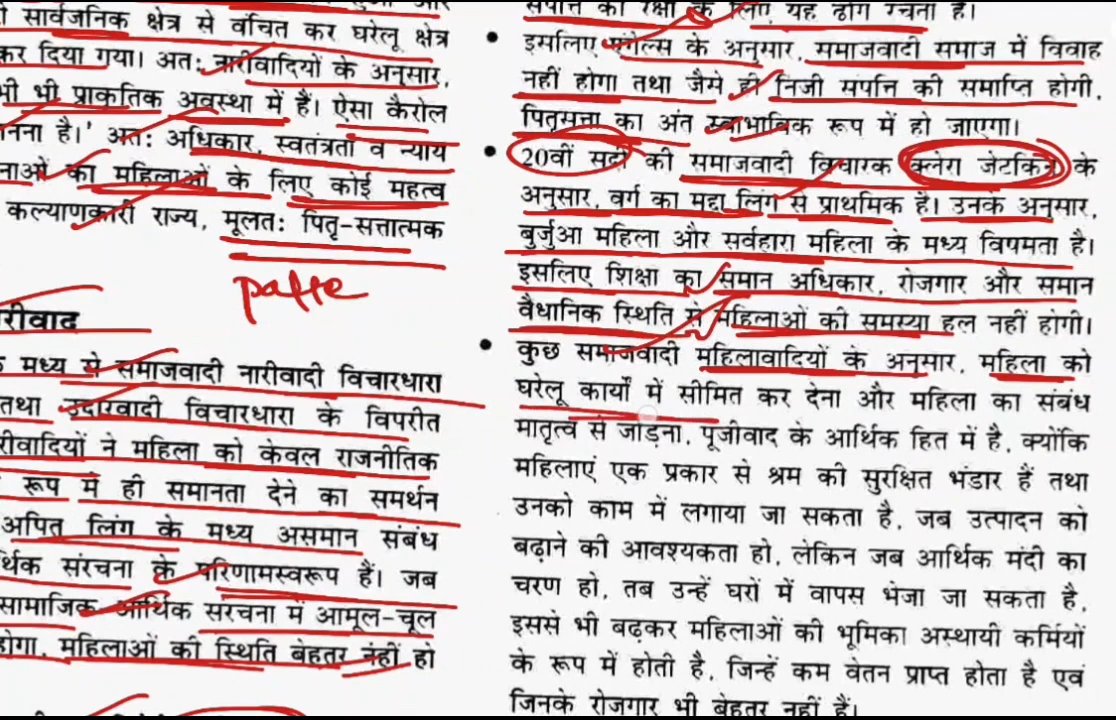 सार्वजनिक क्षेत्र से वंचित कर घरेलू क्षेत्र
कर दिया गया। अतः नारीवादियों के अनुसार,
भी भी प्राकृतिक अवस्था में हैं। ऐसा कैरोल
मानना है।' अतः अधिकार, स्वतंत्रता व न्याय
का महिलाओं के लिए कोई महत्व
कल्याणकारी राज्य, मूलतः पितृ-सत्तात्मक
मध्य से समाजवादी नारीवादी विचारधारा
तथा उदारवादी विचारधारा के विपरीत
ने महिला को केवल राजनीतिक
रूप में ही समानता देने का समर्थन
अपितु लिंग के मध्य असमान संबंध
संरचना के परिणामस्वरूप हैं। जब
सामाजिक आर्थिक संरचना में आमूल-चूल
होगा, महिलाओं की स्थिति बेहतर नहीं हो
संपत्ति की रक्षा के लिए यह ढोंग रचना है।
• इसलिए एंगेल्स के अनुसार, समाजवादी समाज में विवाह
नहीं होगा तथा जैसे ही निजी संपत्ति की समाप्ति होगी,
पितृसत्ता का अंत स्वाभाविक रूप में हो जाएगा।
• 20वीं सदी की समाजवादी विचारक क्लेरा जेटकिन के
अनुसार, वर्ग का मुद्दा लिंग से प्राथमिक है। उनके अनुसार,
बुर्जुआ महिला और सर्वहारा महिला के मध्य विषमता है।
इसलिए शिक्षा का समान अधिकार, रोजगार और समान
वैधानिक स्थिति से महिलाओं की समस्या हल नहीं होगी।
• कुछ समाजवादी महिलावादियों के अनुसार, महिला को
घरेलू कार्यों में सीमित कर देना और महिला का संबंध
मातृत्व से जोड़ना, पूंजीवाद के आर्थिक हित में है, क्योंकि
महिलाएं एक प्रकार से श्रम की सुरक्षित भंडार हैं तथा
उनको काम में लगाया जा सकता है, जब उत्पादन को
बढ़ाने की आवश्यकता हो, लेकिन जब आर्थिक मंदी का
चरण हो, तब उन्हें घरों में वापस भेजा जा सकता है,
इससे भी बढ़कर महिलाओं की भूमिका अस्थायी कर्मियों
के रूप में होती है, जिन्हें कम वेतन प्राप्त होता है एवं
जिनके रोजगार भी बेहतर नहीं हैं।